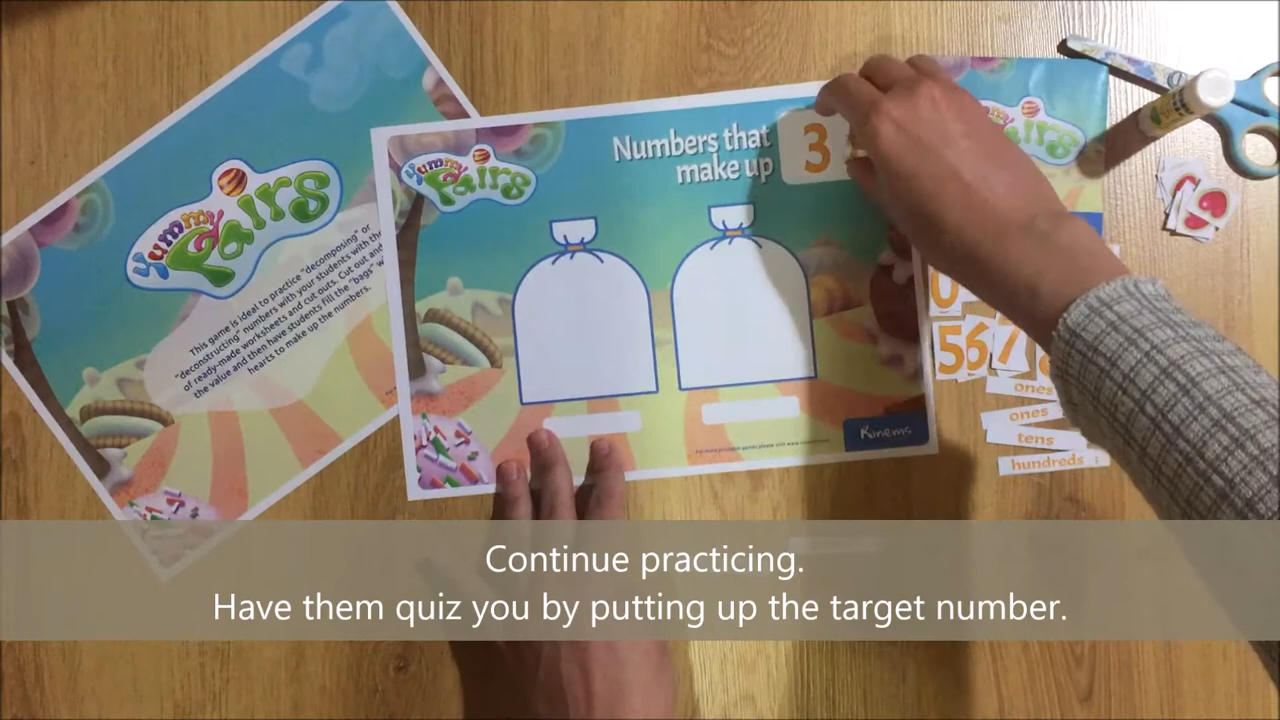 Yummy
Pairs
This game is ideal to practice "decomposing" or
"deconstructing" numbers with your students with the
of ready-made worksheets and cut outs. Cut out and
the value and then have students fill the "bags" w
hearts to make up the numbers.
Yummy
Pairs
Numbers that
make up
3
Kinems
airs
0
5 6 7
ones
ones
tens
hundreds
Continue practicing.
Have them quiz you by putting up the target number.